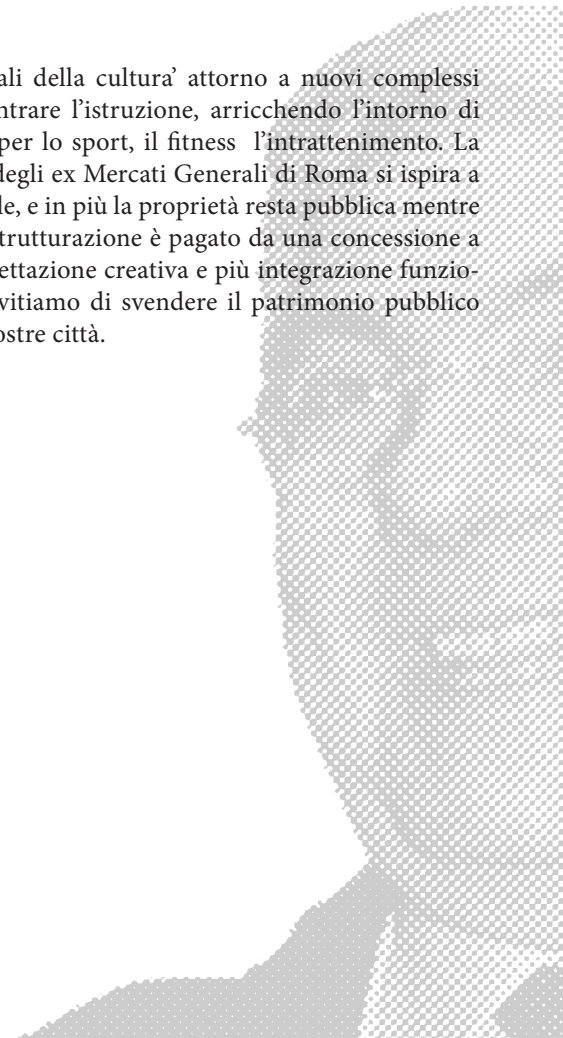 ali della cultura’ attorno a nuovi complessi
ntrare l’istruzione, arricchendo l’intorno di
per lo sport, il fitness  l’intrattenimento. La
degli ex Mercati Generali di Roma si ispira a
le, e in più la proprietà resta pubblica mentre
strutturazione è pagato da una concessione a
ettazione creativa e più integrazione funzio-
vitiamo di svendere il patrimonio pubblico
ostre città.